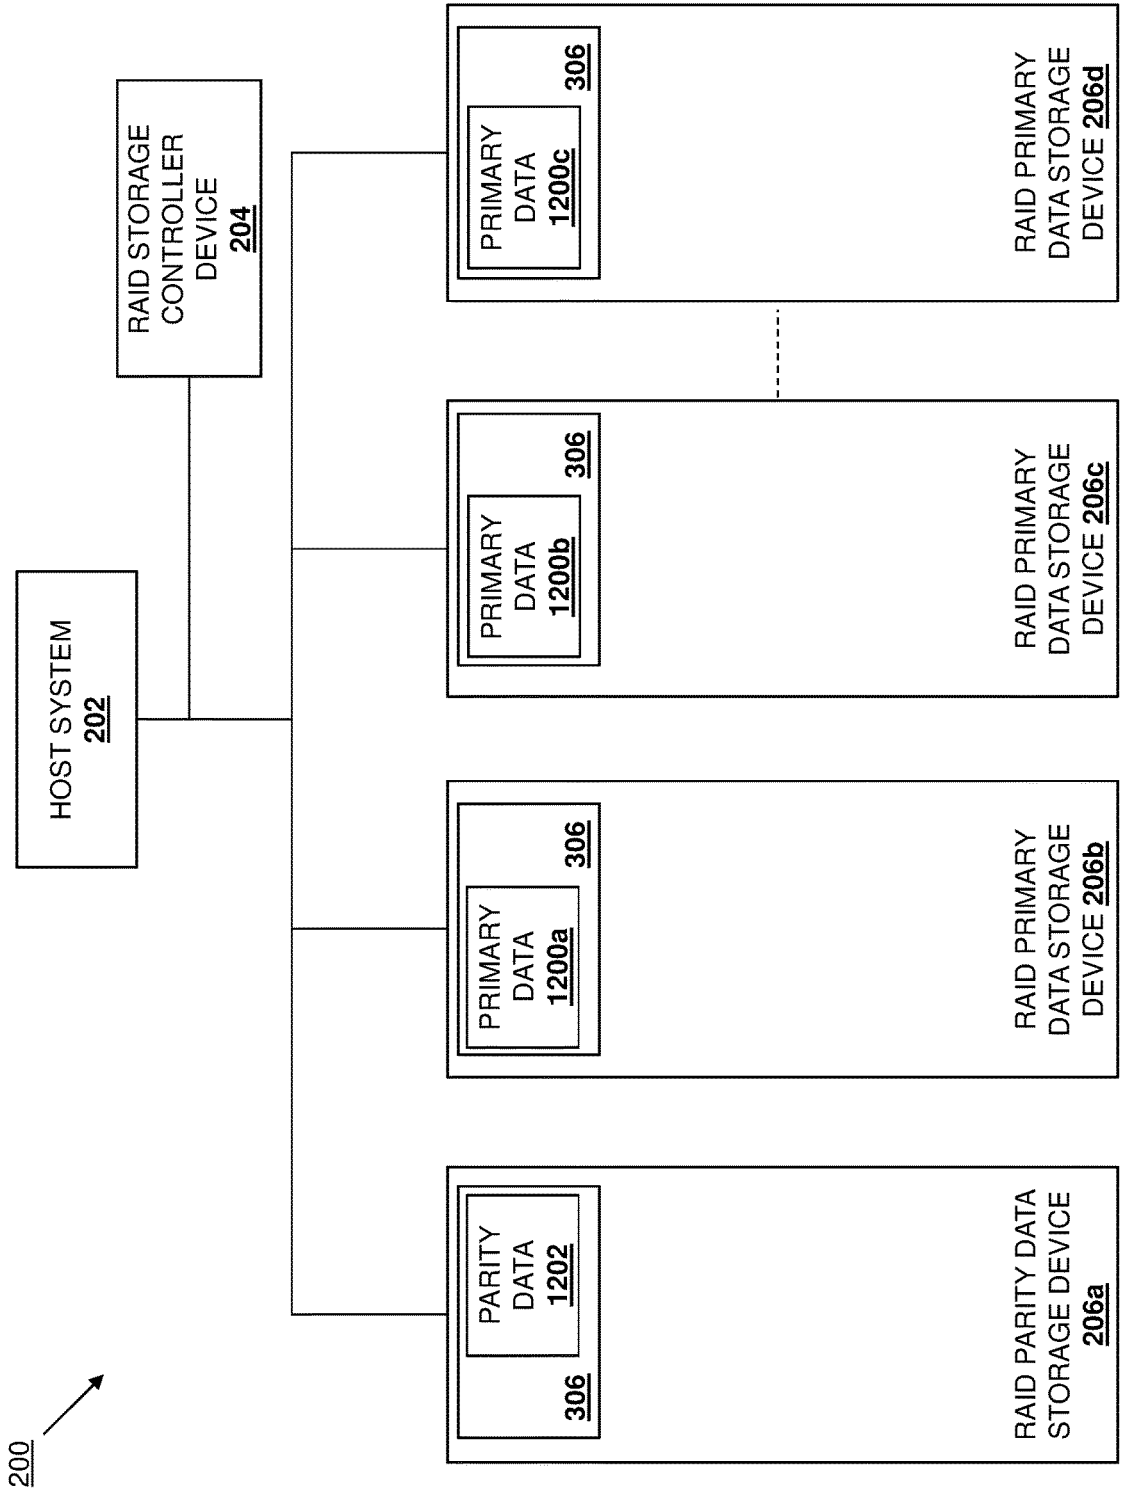 200
HOST SYSTEM
202
RAID STORAGE
CONTROLLER
DEVICE
204
306
PARITY
DATA
1202
RAID PARITY DATA
STORAGE DEVICE
206a
PRIMARY
DATA
1200a
306
RAID PRIMARY
DATA STORAGE
DEVICE 206b
PRIMARY
DATA
1200b
306
RAID PRIMARY
DATA STORAGE
DEVICE 206c
PRIMARY
DATA
1200c
306
RAID PRIMARY
DATA STORAGE
DEVICE 206d